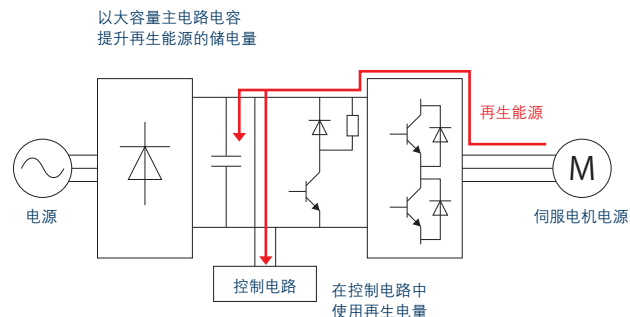 以大容量主电路电容
提升再生能源的储电量
再生能源
M
电源
伺服电机电源
控制电路
在控制电路中
使用再生电量